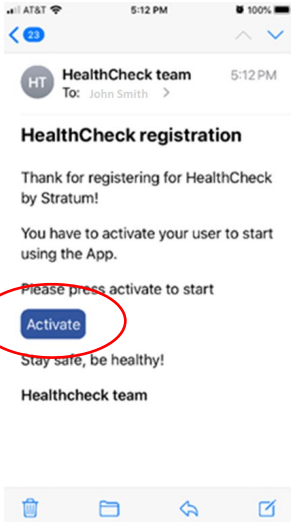 AT&T 5:12 PM 100%
23
HT HealthCheck team 5:12 PM
To: John Smith >
HealthCheck registration
Thank for registering for HealthCheck
by Stratum!
You have to activate your user to start
using the App.
Please press activate to start
Activate
Stay safe, be healthy!
Healthcheck team